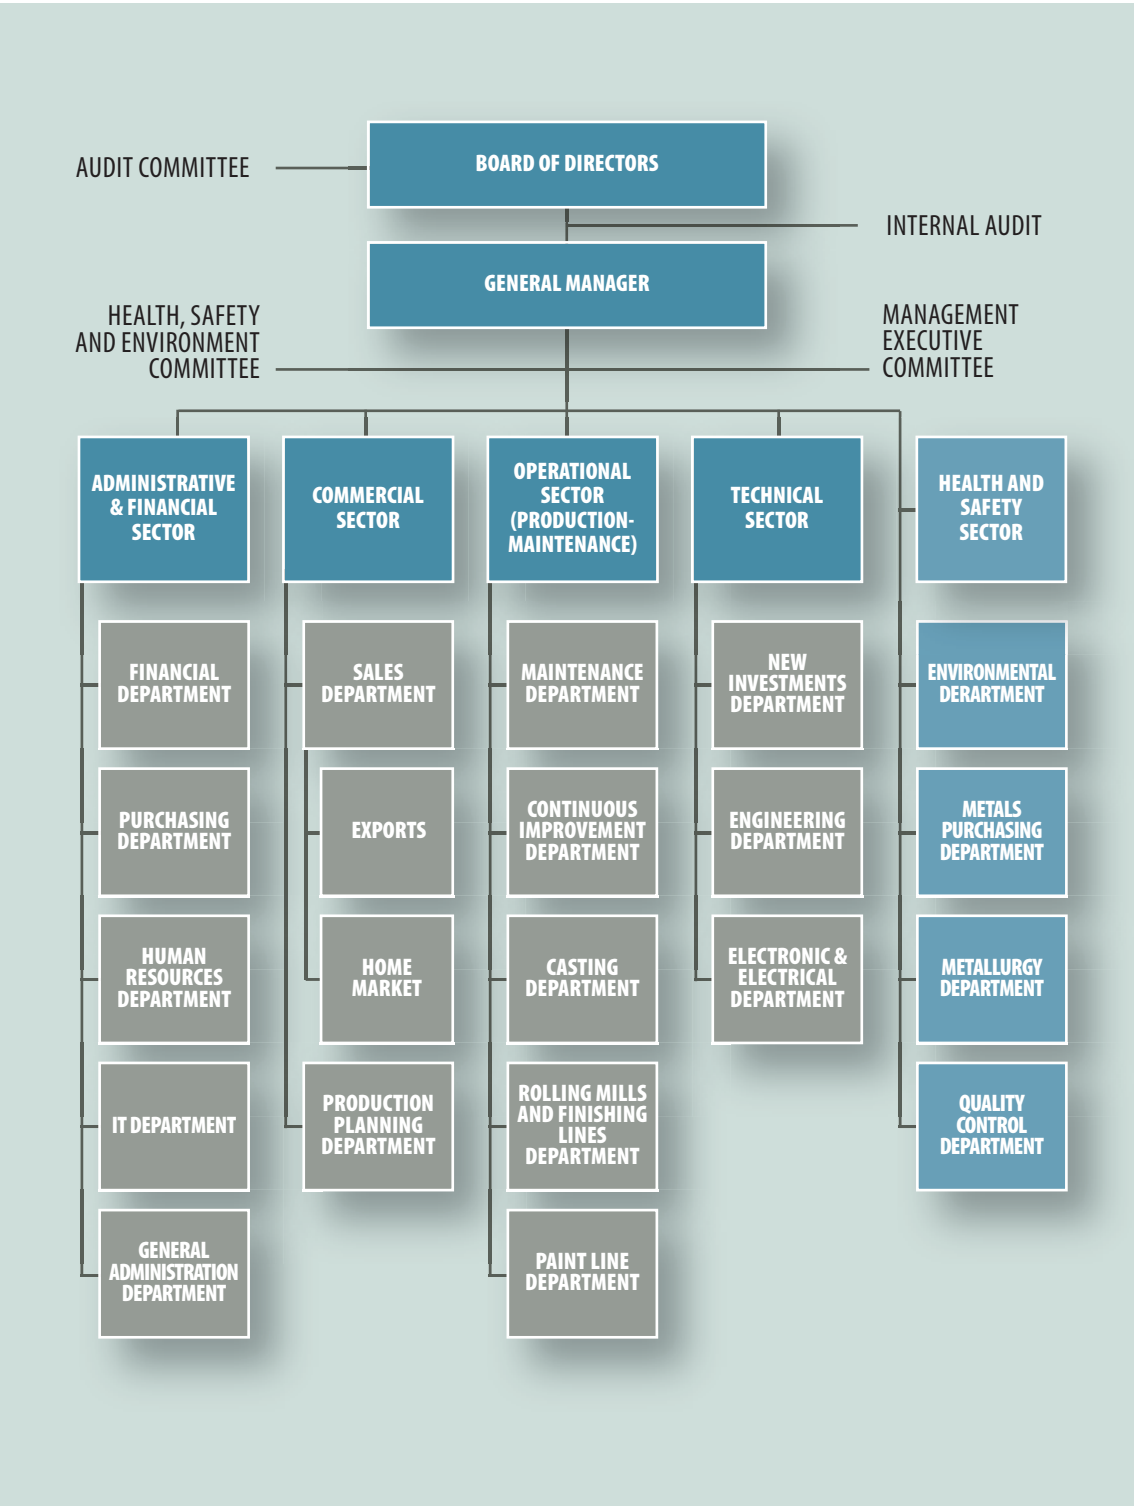 AUDIT COMMITTEE
BOARD OF DIRECTORS
INTERNAL AUDIT
GENERAL MANAGER
HEALTH, SAFETY
AND ENVIRONMENT
COMMITTEE
MANAGEMENT
EXECUTIVE
COMMITTEE
ADMINISTRATIVE
& FINANCIAL
SECTOR
COMMERCIAL
SECTOR
OPERATIONAL
SECTOR
(PRODUCTION-
MAINTENANCE)
TECHNICAL
SECTOR
HEALTH AND
SAFETY
SECTOR
FINANCIAL
DEPARTMENT
PURCHASING
DEPARTMENT
HUMAN
RESOURCES
DEPARTMENT
IT DEPARTMENT
GENERAL
ADMINISTRATION
DEPARTMENT
SALES
DEPARTMENT
EXPORTS
HOME
MARKET
PRODUCTION
PLANNING
DEPARTMENT
MAINTENANCE
DEPARTMENT
CONTINUOUS
IMPROVEMENT
DEPARTMENT
CASTING
DEPARTMENT
ROLLING MILLS
AND FINISHING
LINES
DEPARTMENT
PAINT LINE
DEPARTMENT
NEW
INVESTMENTS
DEPARTMENT
ENGINEERING
DEPARTMENT
ELECTRONIC &
ELECTRICAL
DEPARTMENT
ENVIRONMENTAL
DERARTMENT
METALS
PURCHASING
DEPARTMENT
METALLURGY
DEPARTMENT
QUALITY
CONTROL
DEPARTMENT